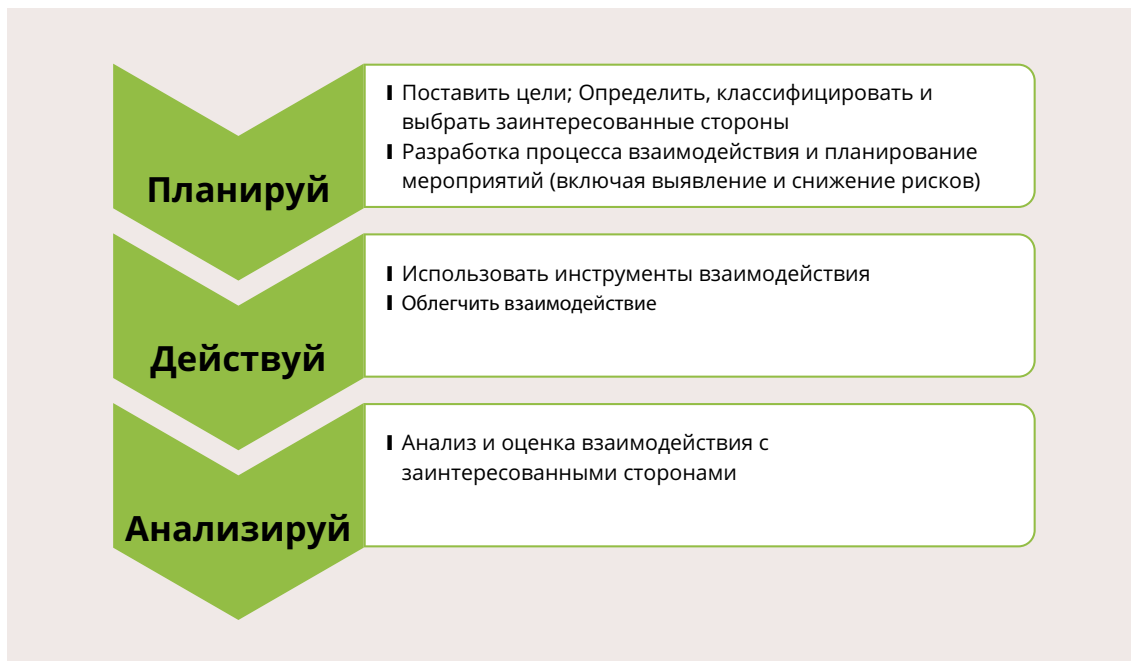 Планируй
Поставить цели; Определить, классифицировать и
выбрать заинтересованные стороны
Разработка процесса взаимодействия и планирование
мероприятий (включая выявление и снижение рисков)
Действуй
Использовать инструменты взаимодействия
Облегчить взаимодействие
Анализируй
Анализ и оценка взаимодействия с
заинтересованными сторонами